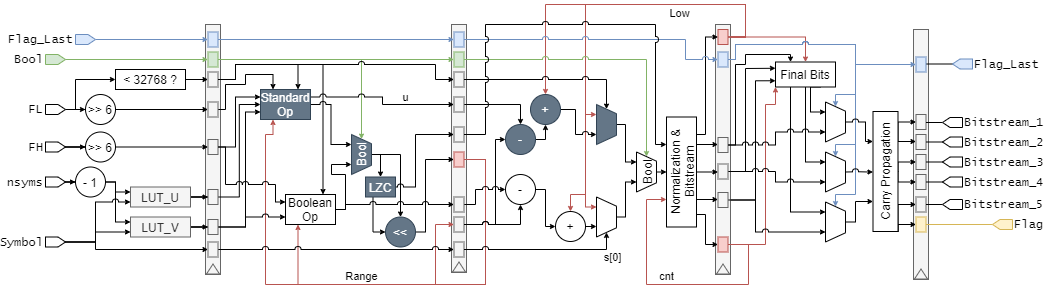 Flag_Last
Bool
FL
FH
nsyms
Symbol
< 32768 ?
>> 6
>> 6
- 1
LUT_U
LUT_V
Standard
Op
Boolean
Op
Bool
LZC
<<
u
Range
+
-
-
+
s[0]
Bool
Low
cnt
Normalization &
Bitstream
Final Bits
Carry Propagation
Flag_Last
Bitstream_1
Bitstream_2
Bitstream_3
Bitstream_4
Bitstream_5
Flag